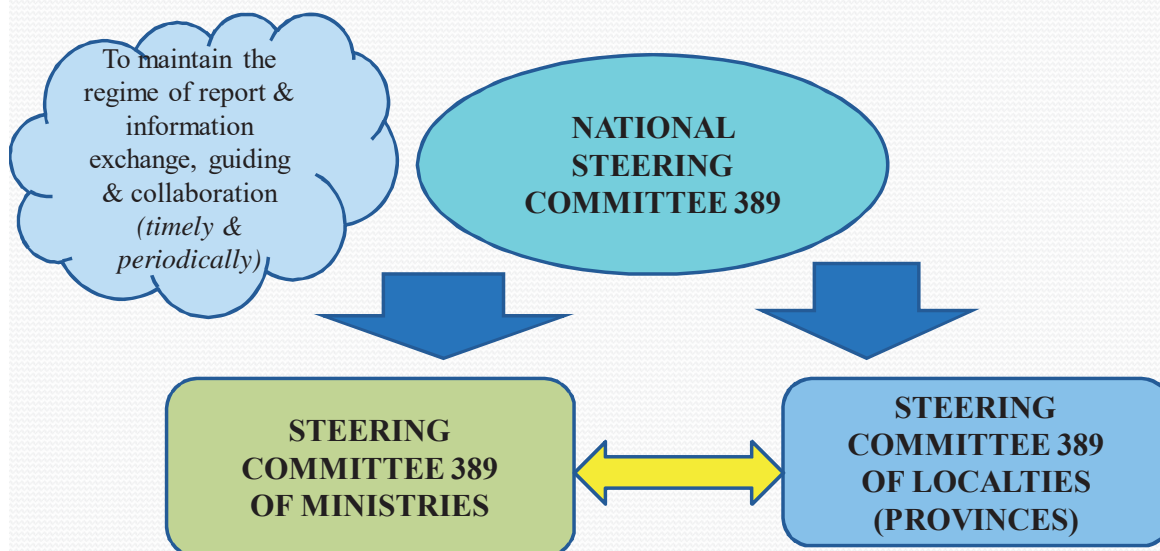 To maintain the
regime of report &
information
exchange, guiding
& collaboration
(timely &
periodically)
NATIONAL
STEERING
COMMITTEE 389
STEERING
COMMITTEE 389
OF MINISTRIES
STEERING
COMMITTEE 389
OF LOCALTIES
(PROVINCES)